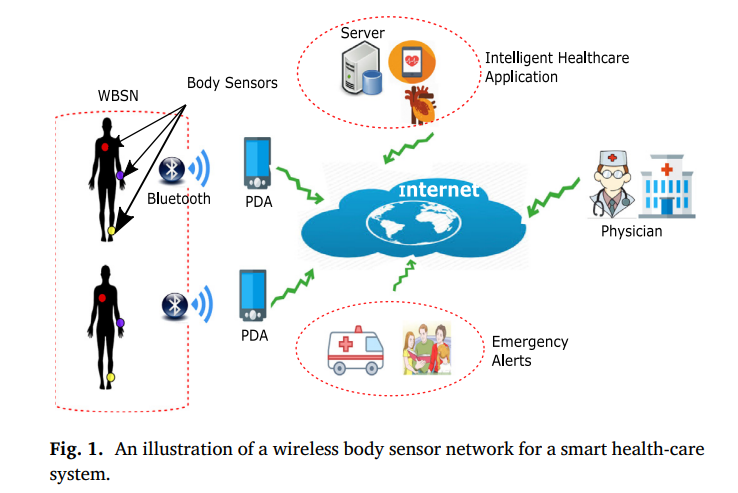 Server
Intelligent Healthcare
Application
Body Sensors
WBSN
Bluetooth
PDA
Internet
Physician
PDA
Emergency
Alerts
Fig. 1. An illustration of a wireless body sensor network for a smart health-care
system.